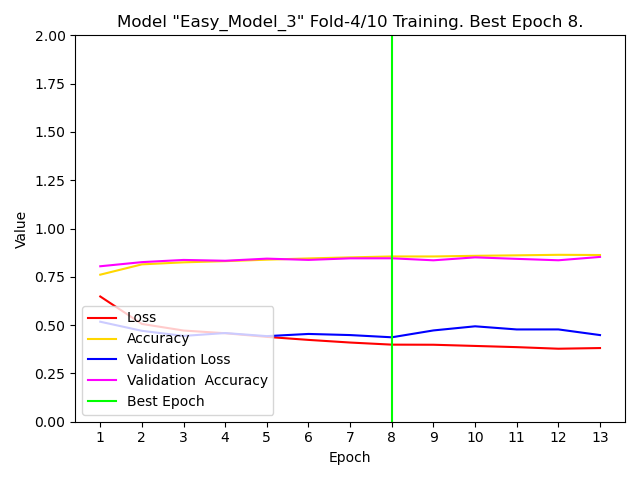 Model "Easy_Model_3" Fold-4/10 Training. Best Epoch 8.
2.00
1.75
1.50
1.25
1.00
0.75
0.50
0.25
0.00
Value
Loss
Accuracy
Validation Loss
Validation  Accuracy
Best Epoch
1 2 3 4 5 6 7 8 9 10 11 12 13
Epoch